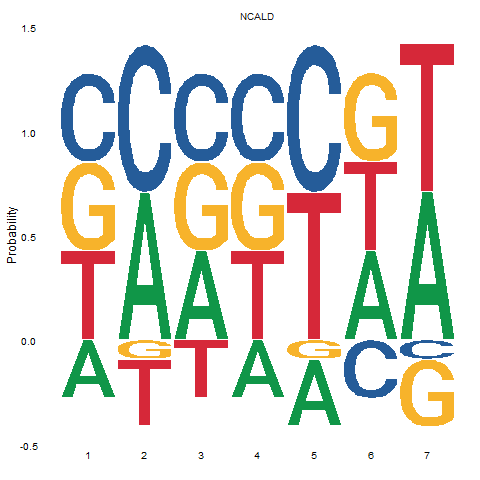 NCALD
1.5
1.0
0.5
0.0
-0.5
Probability
C C C C C G T
G A G G T T A
T G A T G A C
A T T A A C G
1 2 3 4 5 6 7